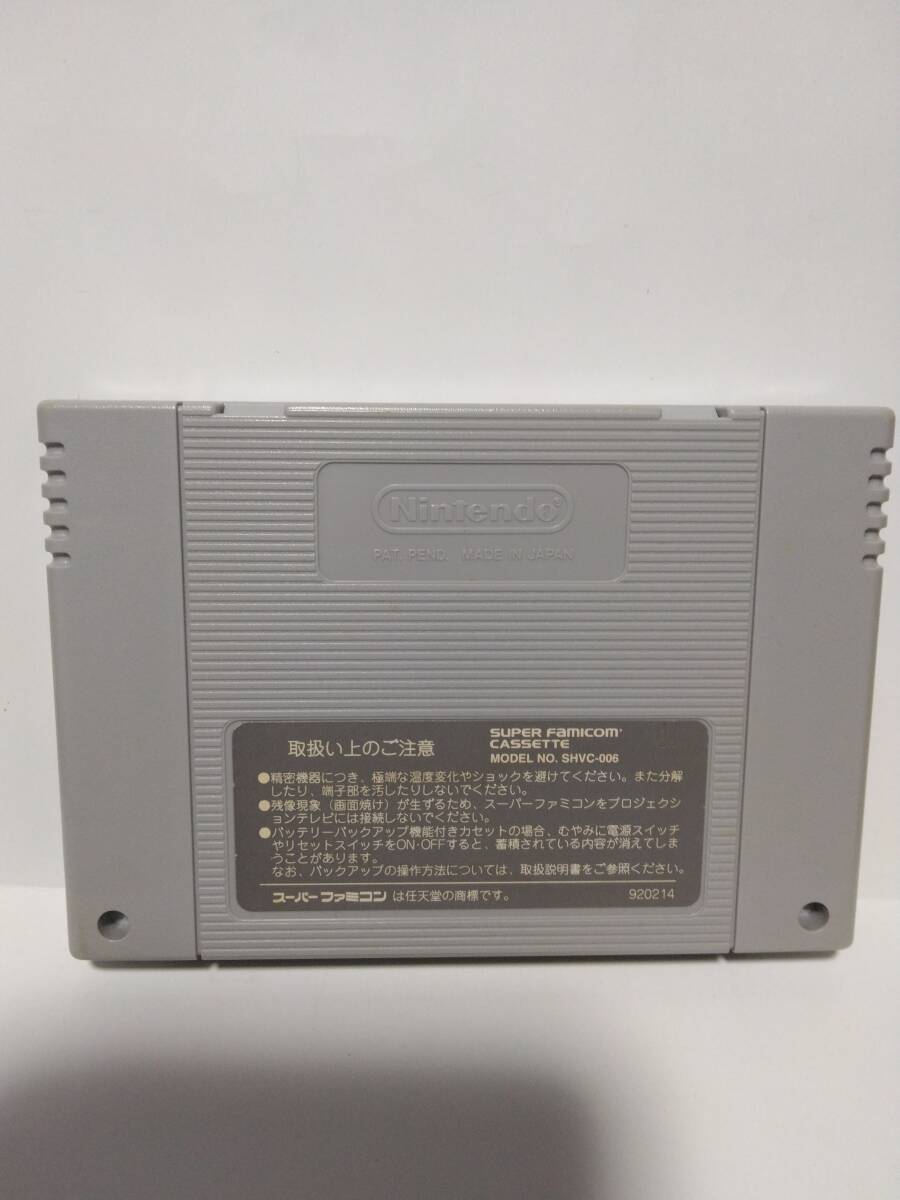 Nintendo®
PAT. PEND. MADE IN JAPAN
取扱い上のご注意
SUPER FAMICOM
CASSETTE
MODEL NO. SHVC-006
●精密機器につき、極端な温度変化やショックを避けてください。また分解
したり、端子部を汚したりしないでください。
●残像現象（画面焼け）が生ずるため、スーパーファミコンをプロジェクシ
ョンテレビには接続しないでください。
●バッテリーバックアップ機能付きカセットの場合、むやみに電源スイッチ
やリセットスイッチをON·OFFすると、蓄積されている内容が消えてしま
うことがあります。
なお、バックアップの操作方法については、取扱説明書をご参照ください。
スーパーファミコン は任天堂の商標です。
920214